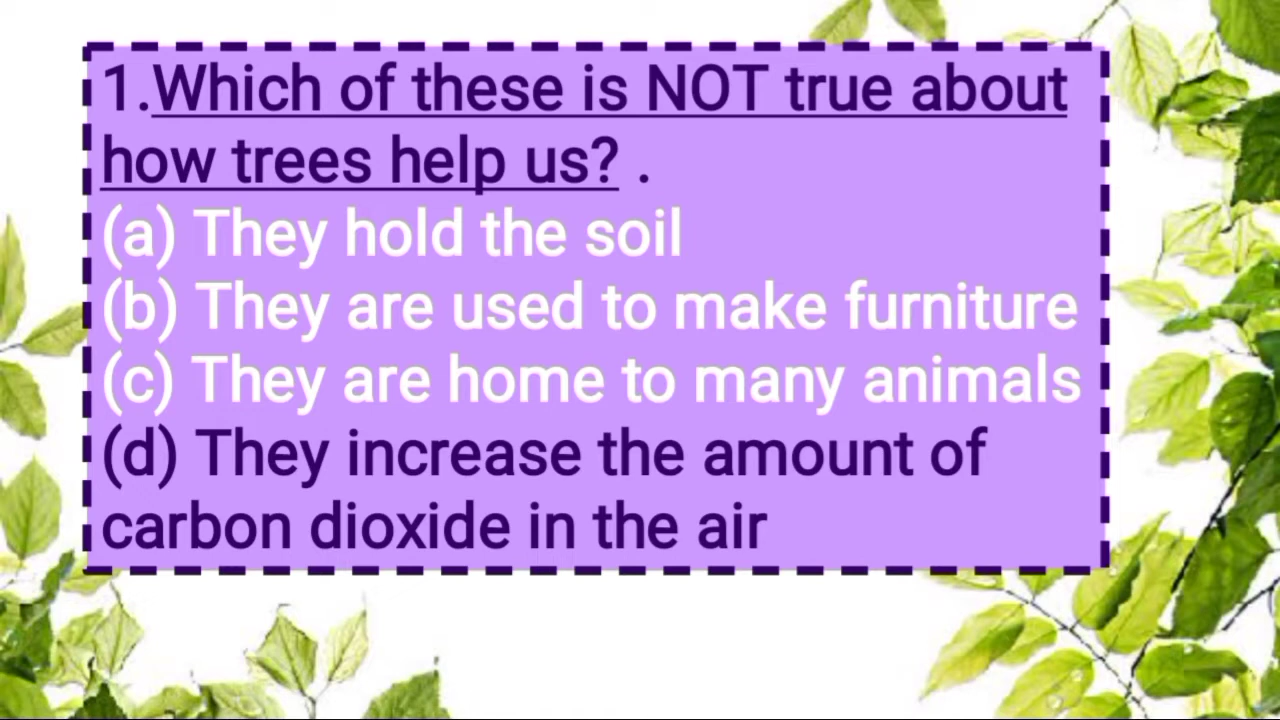 1.Which of these is NOT true about
how trees help us? .
(a) They hold the soil
(b) They are used to make furniture
(c) They are home to many animals
(d) They increase the amount of
carbon dioxide in the air